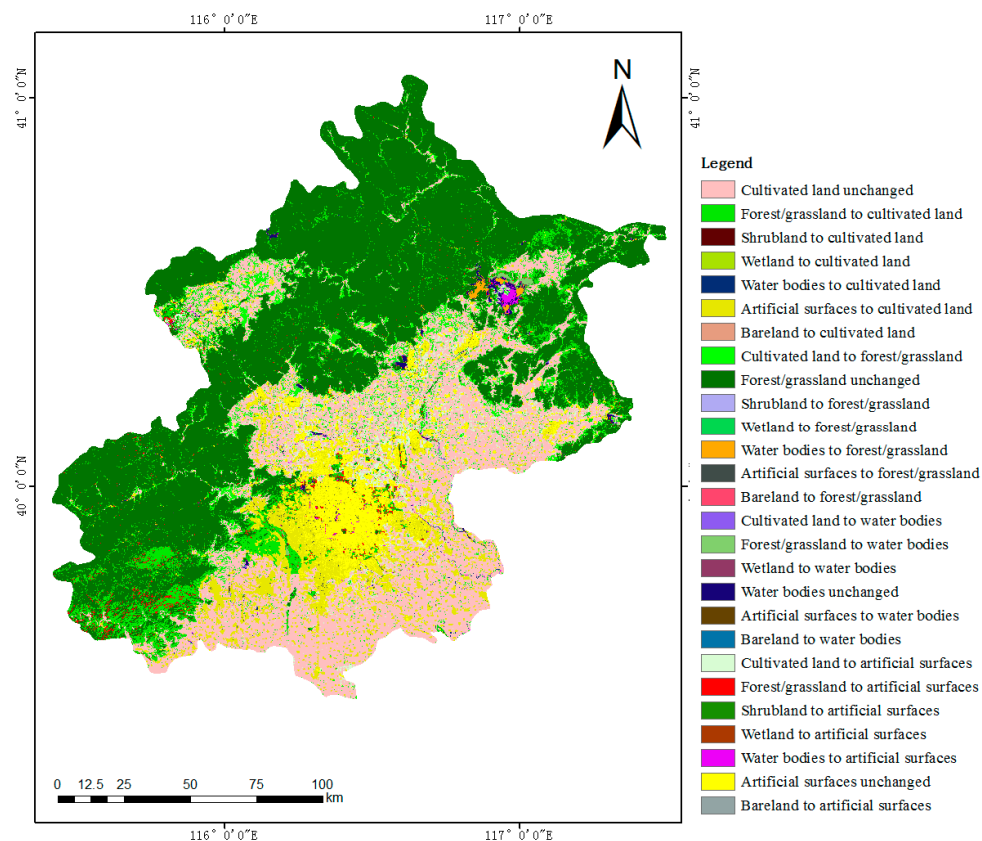 116° 0′0″E
117° 0′0″E
N
41° 0′0″N
41° 0′0″N
Legend
Cultivated land unchanged
Forest/grassland to cultivated land
Shrubland to cultivated land
Wetland to cultivated land
Water bodies to cultivated land
Artificial surfaces to cultivated land
Bareland to cultivated land
Cultivated land to forest/grassland
Forest/grassland unchanged
Shrubland to forest/grassland
Wetland to forest/grassland
Water bodies to forest/grassland
Artificial surfaces to forest/grassland
Bareland to forest/grassland
Cultivated land to water bodies
Forest/grassland to water bodies
Wetland to water bodies
Water bodies unchanged
Artificial surfaces to water bodies
Bareland to water bodies
Cultivated land to artificial surfaces
Forest/grassland to artificial surfaces
Shrubland to artificial surfaces
Wetland to artificial surfaces
Water bodies to artificial surfaces
Artificial surfaces unchanged
Bareland to artificial surfaces
40° 0′0″N
40° 0′0″N
0 12.5 25 50 75 100
km
116° 0′0″E
117° 0′0″E